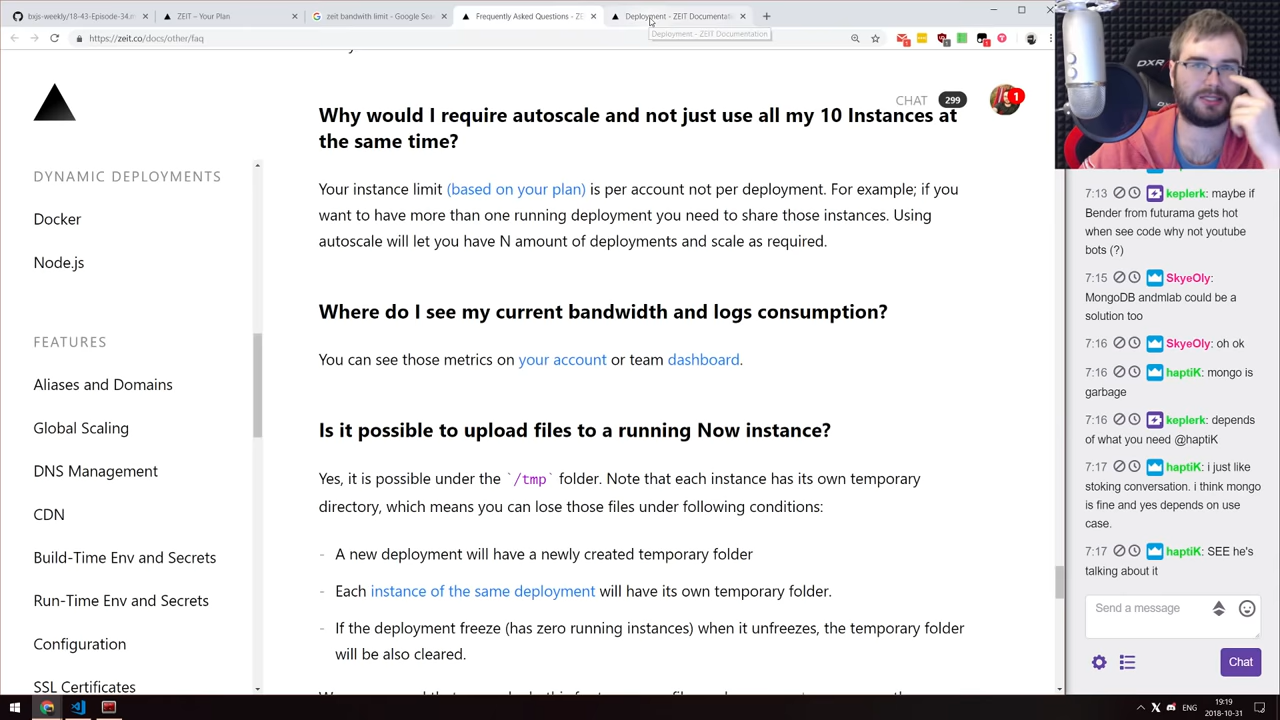 bxjs-weekly/18-43-Episode-34.m
ZEIT – Your Plan
zeit bandwith limit - Google Sea
Frequently Asked Questions - ZE
Deployment - ZEIT Documentati
https://zeit.co/docs/other/faq
Deployment – ZEIT Documentation
DXR
CHAT 299
1
DYNAMIC DEPLOYMENTS
Docker
Node.js
FEATURES
Aliases and Domains
Global Scaling
DNS Management
CDN
Build-Time Env and Secrets
Run-Time Env and Secrets
Configuration
SSL Certificates
Why would I require autoscale and not just use all my 10 Instances at
the same time?
Your instance limit (based on your plan) is per account not per deployment. For example; if you
want to have more than one running deployment you need to share those instances. Using
autoscale will let you have N amount of deployments and scale as required.
Where do I see my current bandwidth and logs consumption?
You can see those metrics on your account or team dashboard.
Is it possible to upload files to a running Now instance?
Yes, it is possible under the `/tmp` folder. Note that each instance has its own temporary
directory, which means you can lose those files under following conditions:
- A new deployment will have a newly created temporary folder
- Each instance of the same deployment will have its own temporary folder.
- If the deployment freeze (has zero running instances) when it unfreezes, the temporary folder
will be also cleared.
7:13 keplerk: maybe if
Bender from futurama gets hot
when see code why not youtube
bots (?)
7:15 SkyeOly:
MongoDB andmlab could be a
solution too
7:16 SkyeOly: oh ok
7:16 haptiK: mongo is
garbage
7:16 keplerk: depends
of what you need @haptiK
7:17 haptiK: i just like
stoking conversation. i think mongo
is fine and yes depends on use
case.
7:17 haptiK: SEE he's
talking about it
Send a message
Chat
ENG
19:19
2018-10-31